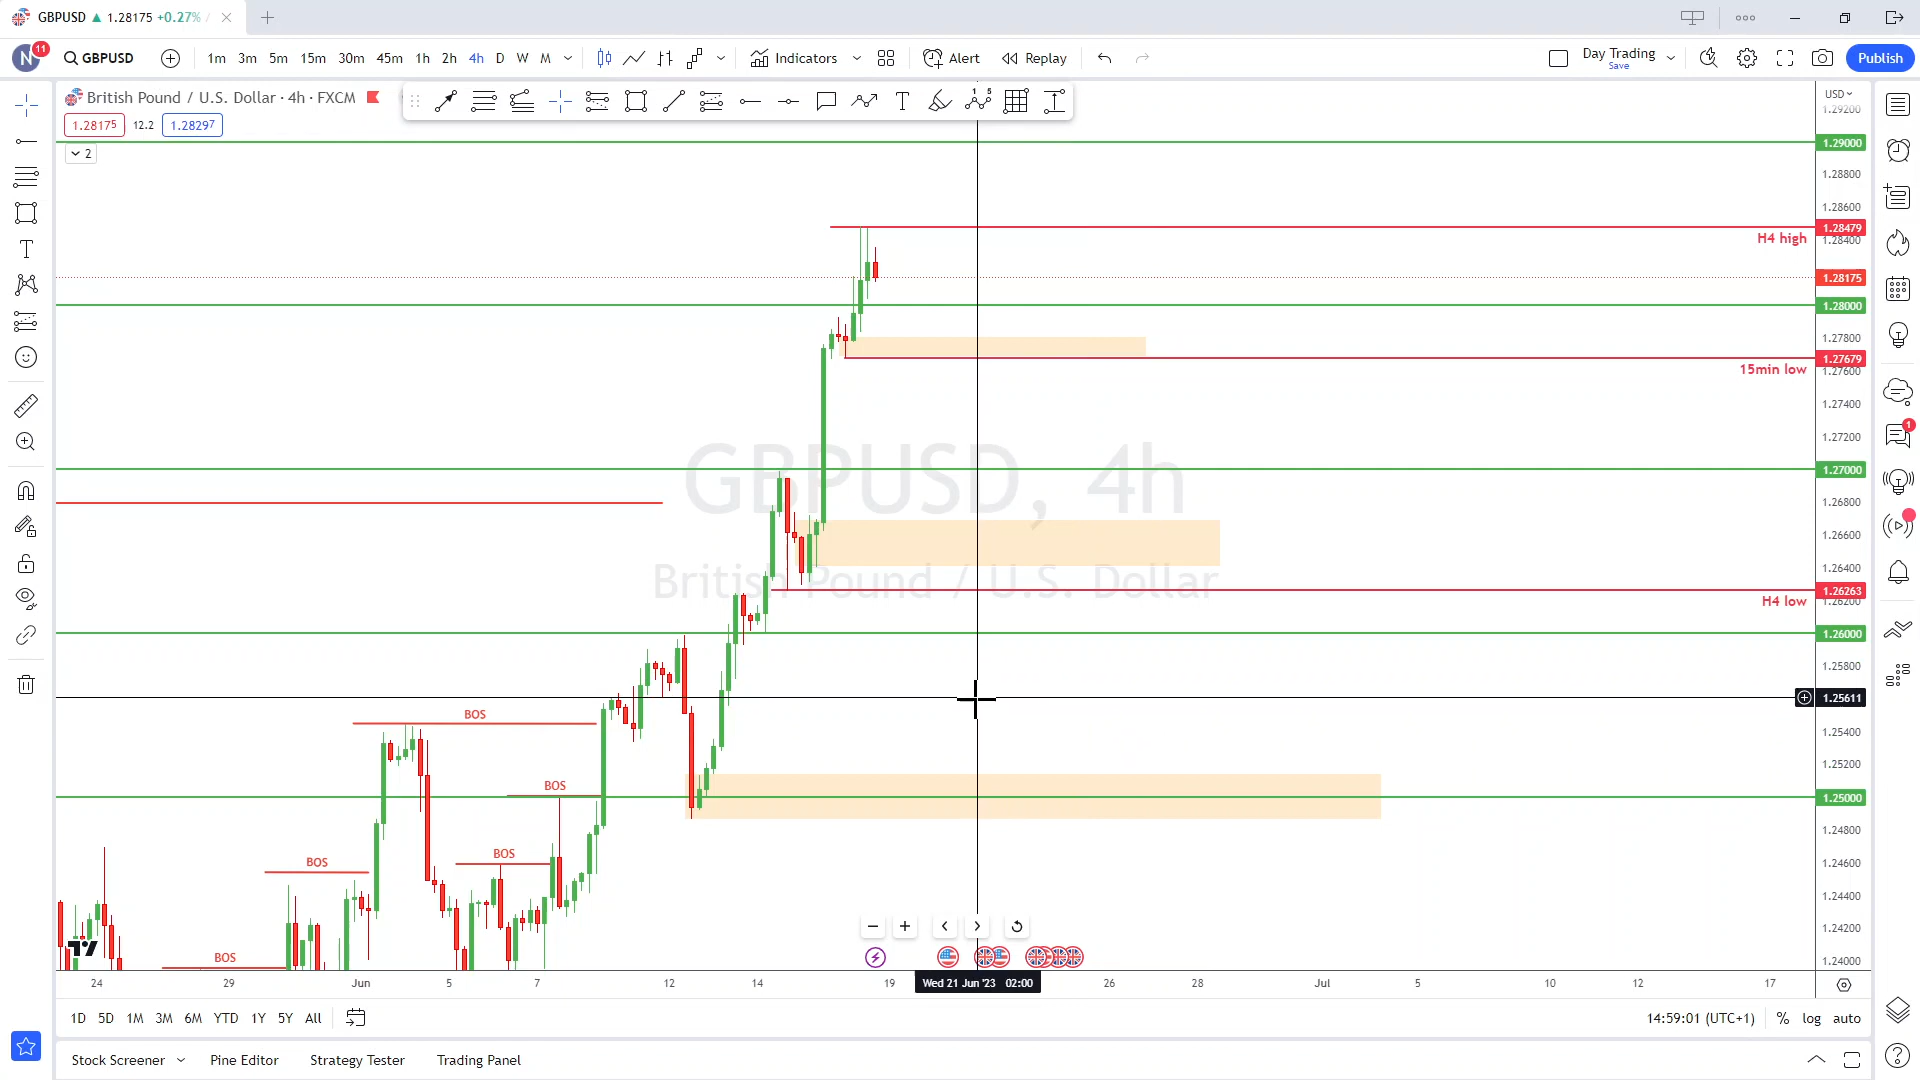 GBPUSD ▲ 1.28175 +0.27% /
N 11 GBPUSD 1m 3m 5m 15m 30m 45m 1h 2h 4h D W M Indicators Alert Replay Day Trading Save Publish
British Pound / U.S. Dollar · 4h · FXCM
1.28175 12.2 1.28297
2
USD
1.29200
1.29000
1.28800
1.28600
1.28479
H4 high
1.28400
1.28175
1.28000
1.27800
1.27679
15min low
1.27600
1.27400
1.27200
1.27000
GBPUSD, 4h
1.26800
1.26600
1.26400
British Pound / U.S. Dollar
1.26263
H4 low
1.26200
1.26000
1.25800
1.25611
BOS
1.25400
1.25200
BOS
1.25000
1.24800
BOS
BOS
1.24600
1.24400
1.24200
BOS
1.24000
24 29 Jun 5 7 12 14 19 Wed 21 Jun '23 02:00 26 28 Jul 5 10 12 17
1D 5D 1M 3M 6M YTD 1Y 5Y All 14:59:01 (UTC+1) % log auto
Stock Screener Pine Editor Strategy Tester Trading Panel